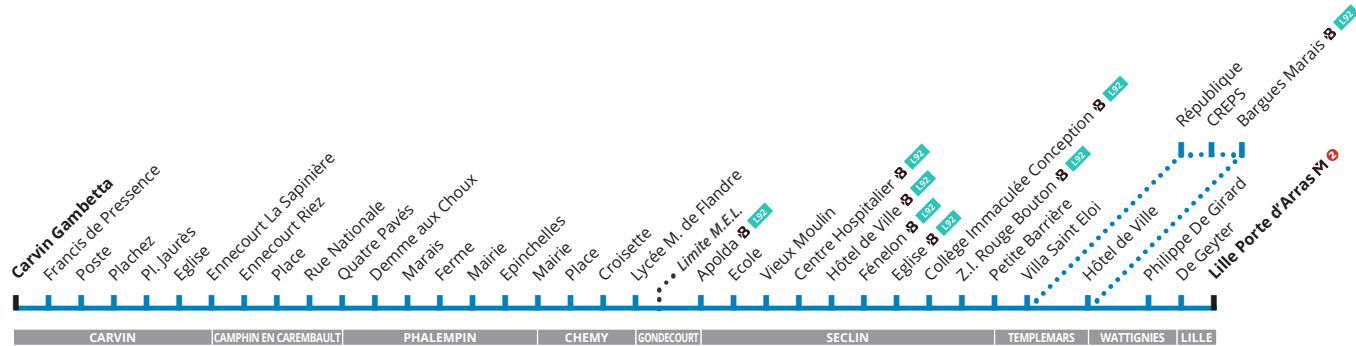 Carvin Gambetta
Francis de Pressence
Poste
Plachez
Pl. Jaurès
Eglise
Ennecourt La Sapinière
Ennecourt Riez
Place
Rue Nationale
Quatre Pavés
Demme aux Choux
Marais
Ferme
Mairie
Epinchelles
Mairie
Place
Croisette
Lycée M. de Flandre
Limite M.E.L.
Apolda L92
Ecole
Vieux Moulin
Centre Hospitalier L92
Hôtel de Ville L92
Fénelon L92
Eglise L92
Collège Immaculée Conception L92
Z.I. Rouge Bouton L92
Petite Barrière
Villa Saint Eloi
République
CREPS
Bargues Marais L92
Hôtel de Ville
Philippe De Girard
De Geyter
Lille Porte d'Arras M 2
CARVIN
CAMPHIN EN CAREMBAULT
PHALEMPIN
CHEMY
GONDECOURT
SECLIN
TEMPLEMARS
WATTIGNIES
LILLE